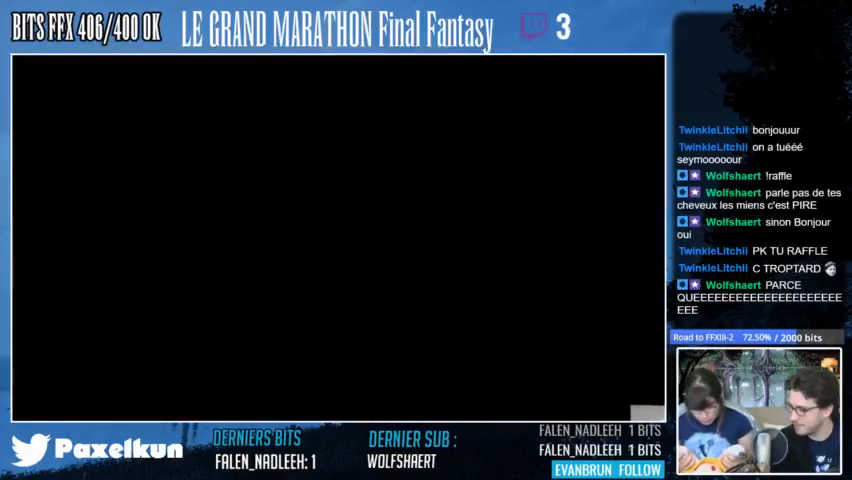 BITS FFX 406/400 OK
LE GRAND MARATHON Final Fantasy
3
TwinkleLitchii bonjouuur
TwinkleLitchii on a tuééé
seymooooour
Wolfshaert !raffle
Wolfshaert parle pas de tes
cheveux les miens c'est PIRE
Wolfshaert sinon Bonjour
oui
TwinkleLitchii PK TU RAFFLE
TwinkleLitchii C TROPTARD
Wolfshaert PARCE
QUEEEEEEEEEEEEEEEEEEEEE
EEE
Road to FFXIII-2 72.50% / 2000 bits
Paxelkun
DERNIERS BITS
FALEN_NADLEEH: 1
DERNIER SUB :
WOLFSHAERT
FALEN_NADLEEH 1 BITS
FALEN_NADLEEH 1 BITS
EVANBRUN FOLLOW